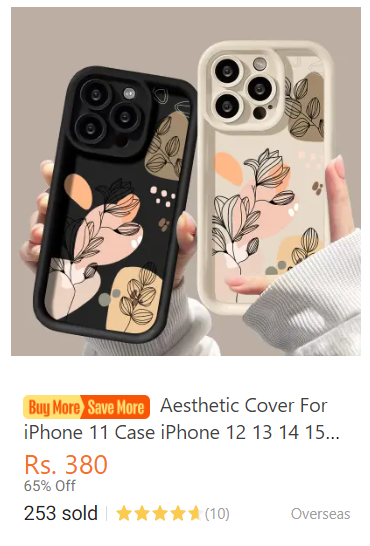 Buy More Save More Aesthetic Cover For
iPhone 11 Case iPhone 12 13 14 15...
Rs. 380
65% Off
253 sold (10) Overseas